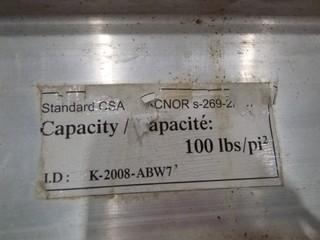 Standard CSA CNOR s-269-2
Capacity / apacité:
100 lbs/pi²
I.D: K-2008-ABW7'